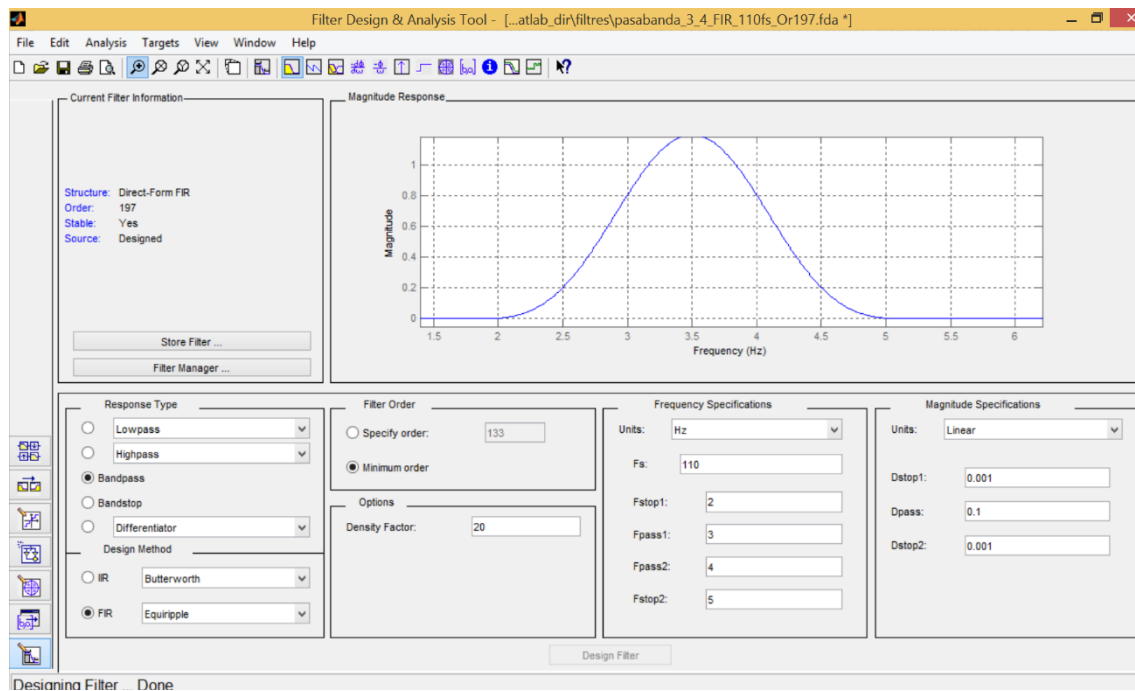 Filter Design & Analysis Tool - [...atlab_dir\filtres\pasabanda_3_4_FIR_110fs_Or197.fda *]
File Edit Analysis Targets View Window Help
Current Filter Information
Structure: Direct-Form FIR
Order: 197
Stable: Yes
Source: Designed
Store Filter ...
Filter Manager ...
Magnitude Response
Magnitude
1
0.8
0.6
0.4
0.2
0
1.5 2 2.5 3 3.5 4 4.5 5 5.5 6
Frequency (Hz)
Response Type
Lowpass
Highpass
Bandpass
Bandstop
Differentiator
Design Method
IIR Butterworth
FIR Equiripple
Filter Order
Specify order: 133
Minimum order
Options
Density Factor: 20
Frequency Specifications
Units: Hz
Fs: 110
Fstop1: 2
Fpass1: 3
Fpass2: 4
Fstop2: 5
Magnitude Specifications
Units: Linear
Dstop1: 0.001
Dpass: 0.1
Dstop2: 0.001
Design Filter
Designing Filter ... Done